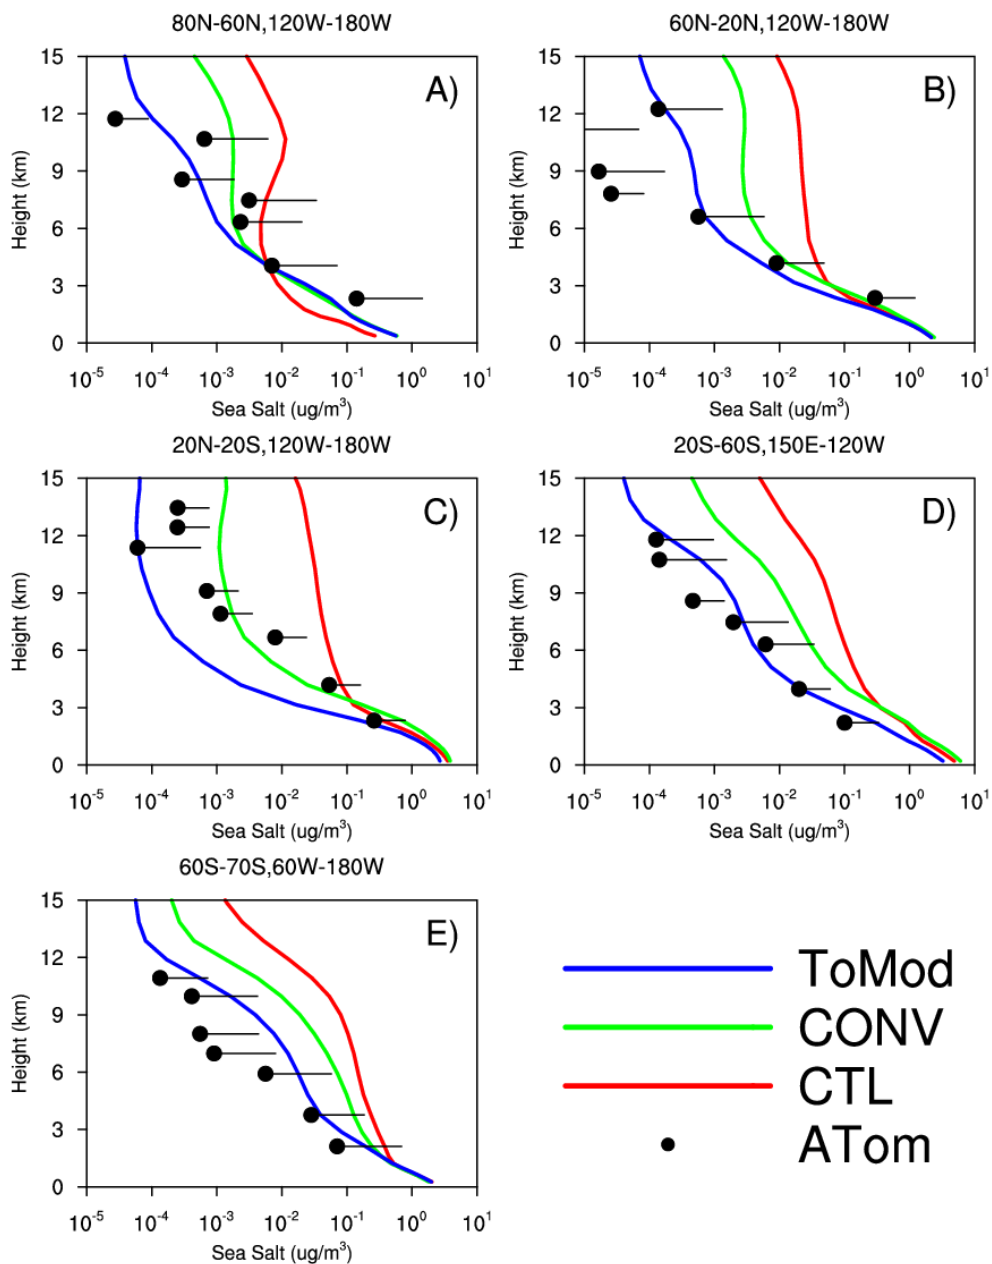 80N-60N,120W-180W
A)
Height (km)
15
12
9
6
3
0
10^-5 10^-4 10^-3 10^-2 10^-1 10^0 10^1
Sea Salt (ug/m^3)
60N-20N,120W-180W
B)
Height (km)
15
12
9
6
3
0
10^-5 10^-4 10^-3 10^-2 10^-1 10^0 10^1
Sea Salt (ug/m^3)
20N-20S,120W-180W
C)
Height (km)
15
12
9
6
3
0
10^-5 10^-4 10^-3 10^-2 10^-1 10^0 10^1
Sea Salt (ug/m^3)
20S-60S,150E-120W
D)
Height (km)
15
12
9
6
3
0
10^-5 10^-4 10^-3 10^-2 10^-1 10^0 10^1
Sea Salt (ug/m^3)
60S-70S,60W-180W
E)
Height (km)
15
12
9
6
3
0
10^-5 10^-4 10^-3 10^-2 10^-1 10^0 10^1
Sea Salt (ug/m^3)
ToMod
CONV
CTL
ATom